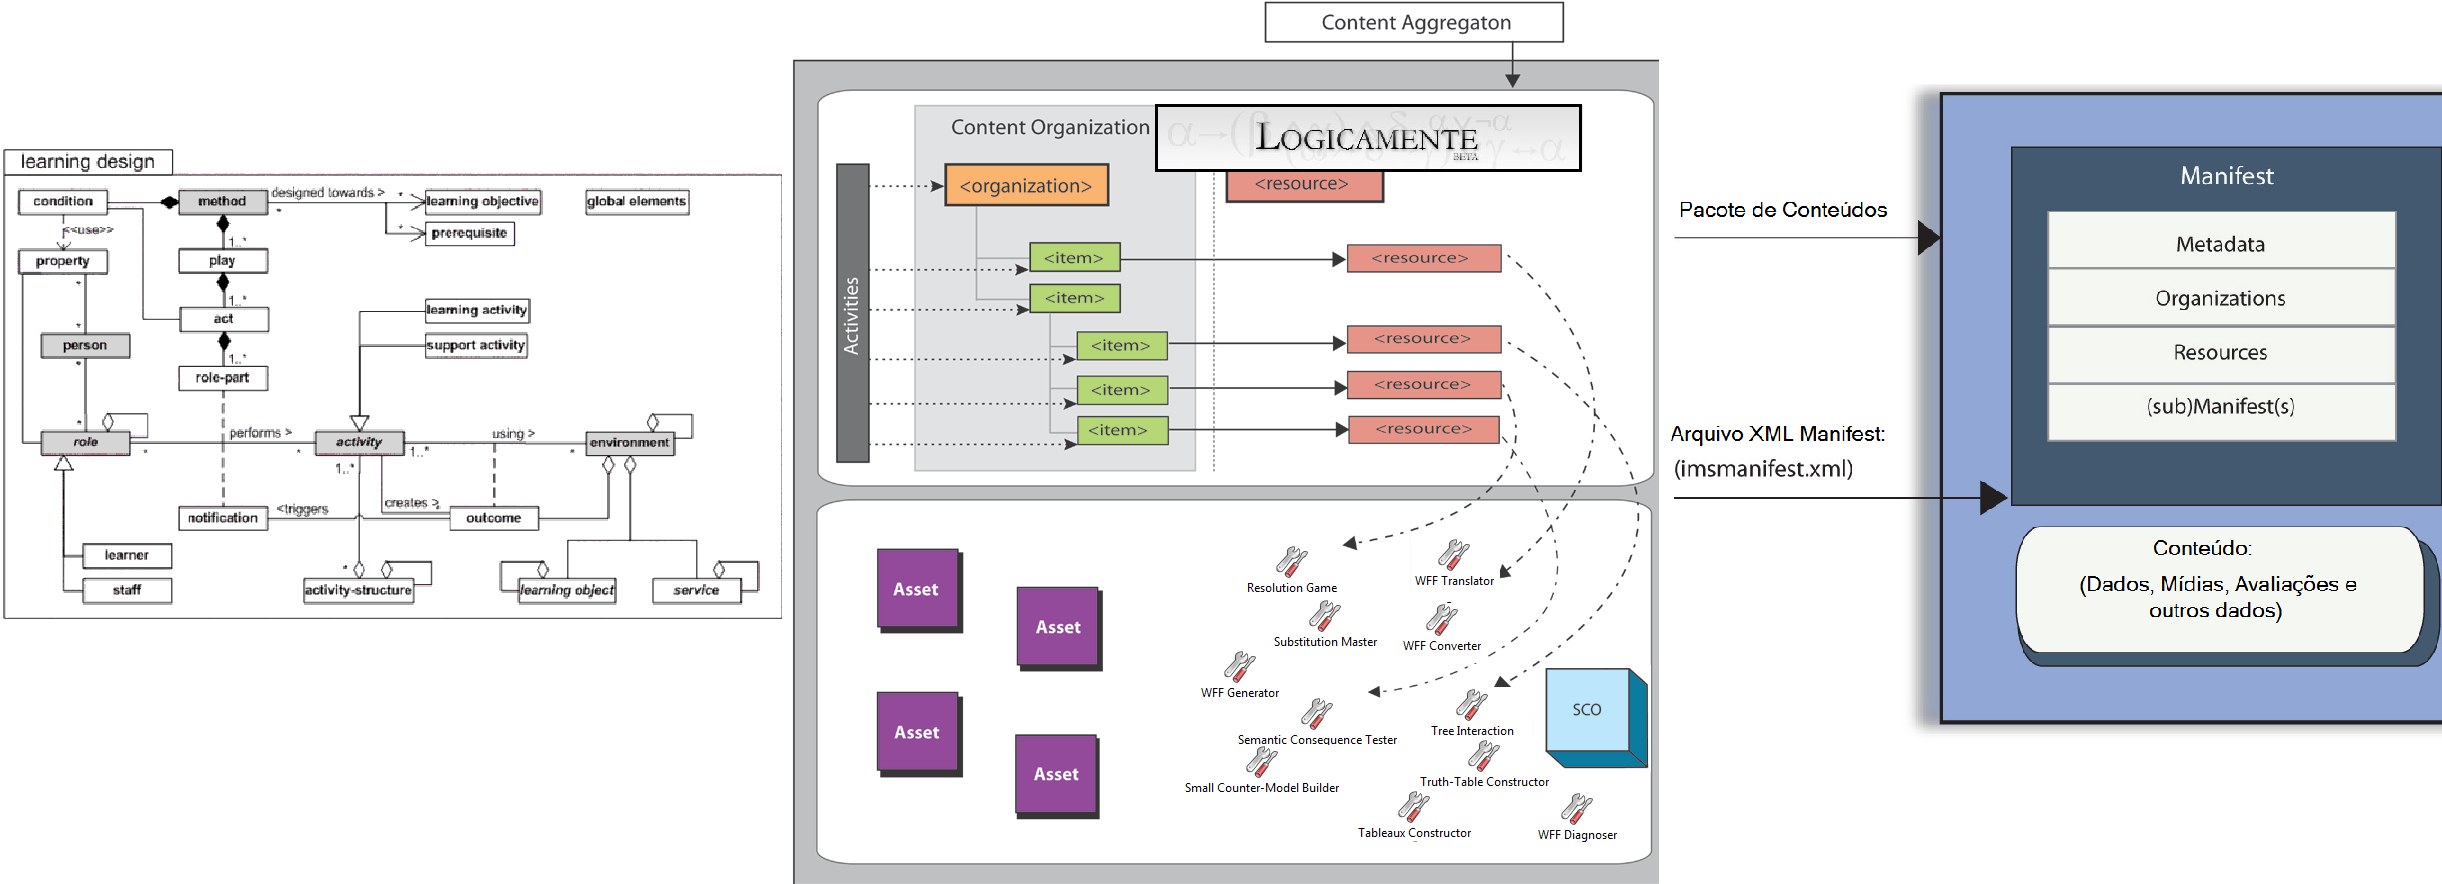 learning design
condition
method
designed towards >
*
*
learning objective
global elements
<<use>>
1..*
*
prerequisite
property
play
*
1..*
learning activity
act
*
support activity
person
1..*
*
role-part
*
role
performs >
activity
using >
environment
*
*
1..*
*
1..*
creates >
notification
<triggers
outcome
learner
*
staff
activity-structure
learning object
service
Content Aggregaton
Content Organization
α→(β
LOGICAMENTE
BETA
<organization>
<resource>
Activities
<item>
<resource>
<item>
<item>
<resource>
<item>
<resource>
<item>
<resource>
Asset
Asset
Asset
Asset
Resolution Game
WFF Translator
Substitution Master
WFF Converter
WFF Generator
Semantic Consequence Tester
Tree Interaction
SCO
Small Counter-Model Builder
Truth-Table Constructor
Tableaux Constructor
WFF Diagnoser
Pacote de Conteúdos
Arquivo XML Manifest:
(imsmanifest.xml)
Manifest
Metadata
Organizations
Resources
(sub)Manifest(s)
Conteúdo:
(Dados, Mídias, Avaliações e
outros dados)